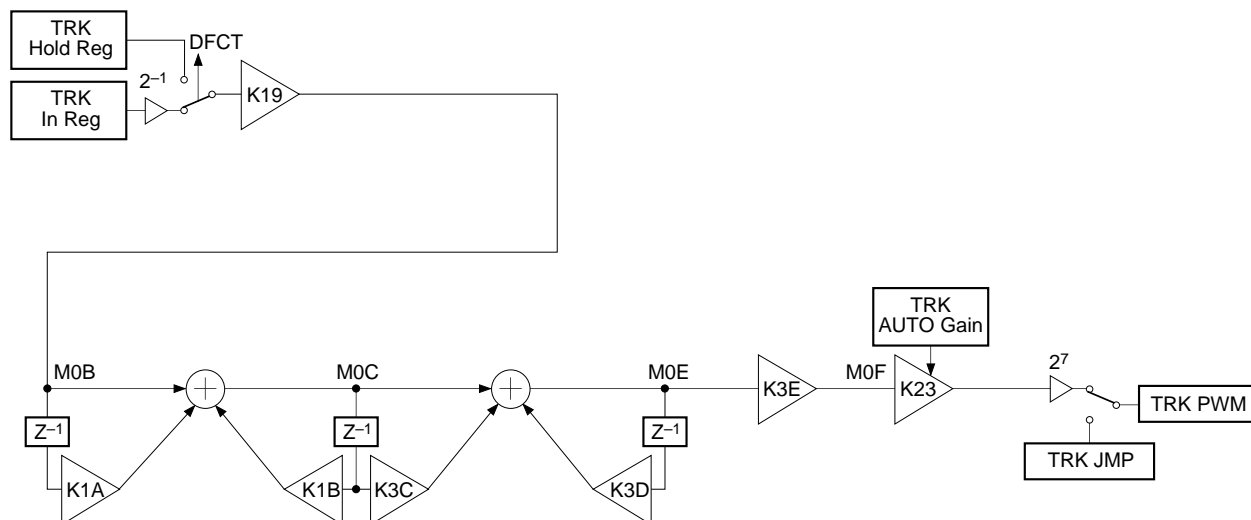 TRK
Hold Reg
DFCT
2–1
TRK
In Reg
K19
TRK
AUTO Gain
M0B
M0C
M0E
M0F
27
K3E
K23
TRK PWM
Z–1
Z–1
Z–1
TRK JMP
K1A
K1B
K3C
K3D